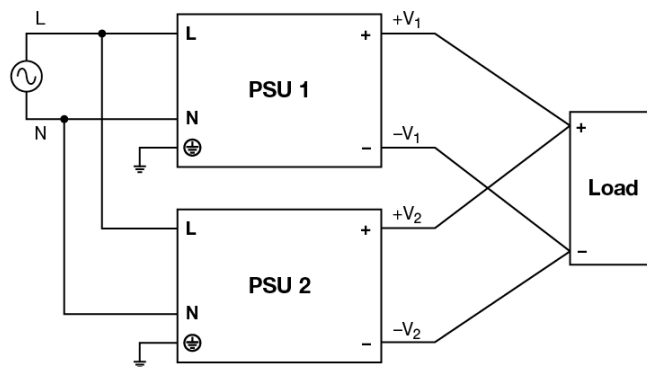 L
N
L
N
PSU 1
+
–
+V₁
–V₁
L
N
PSU 2
+
–
+V₂
–V₂
+
–
Load